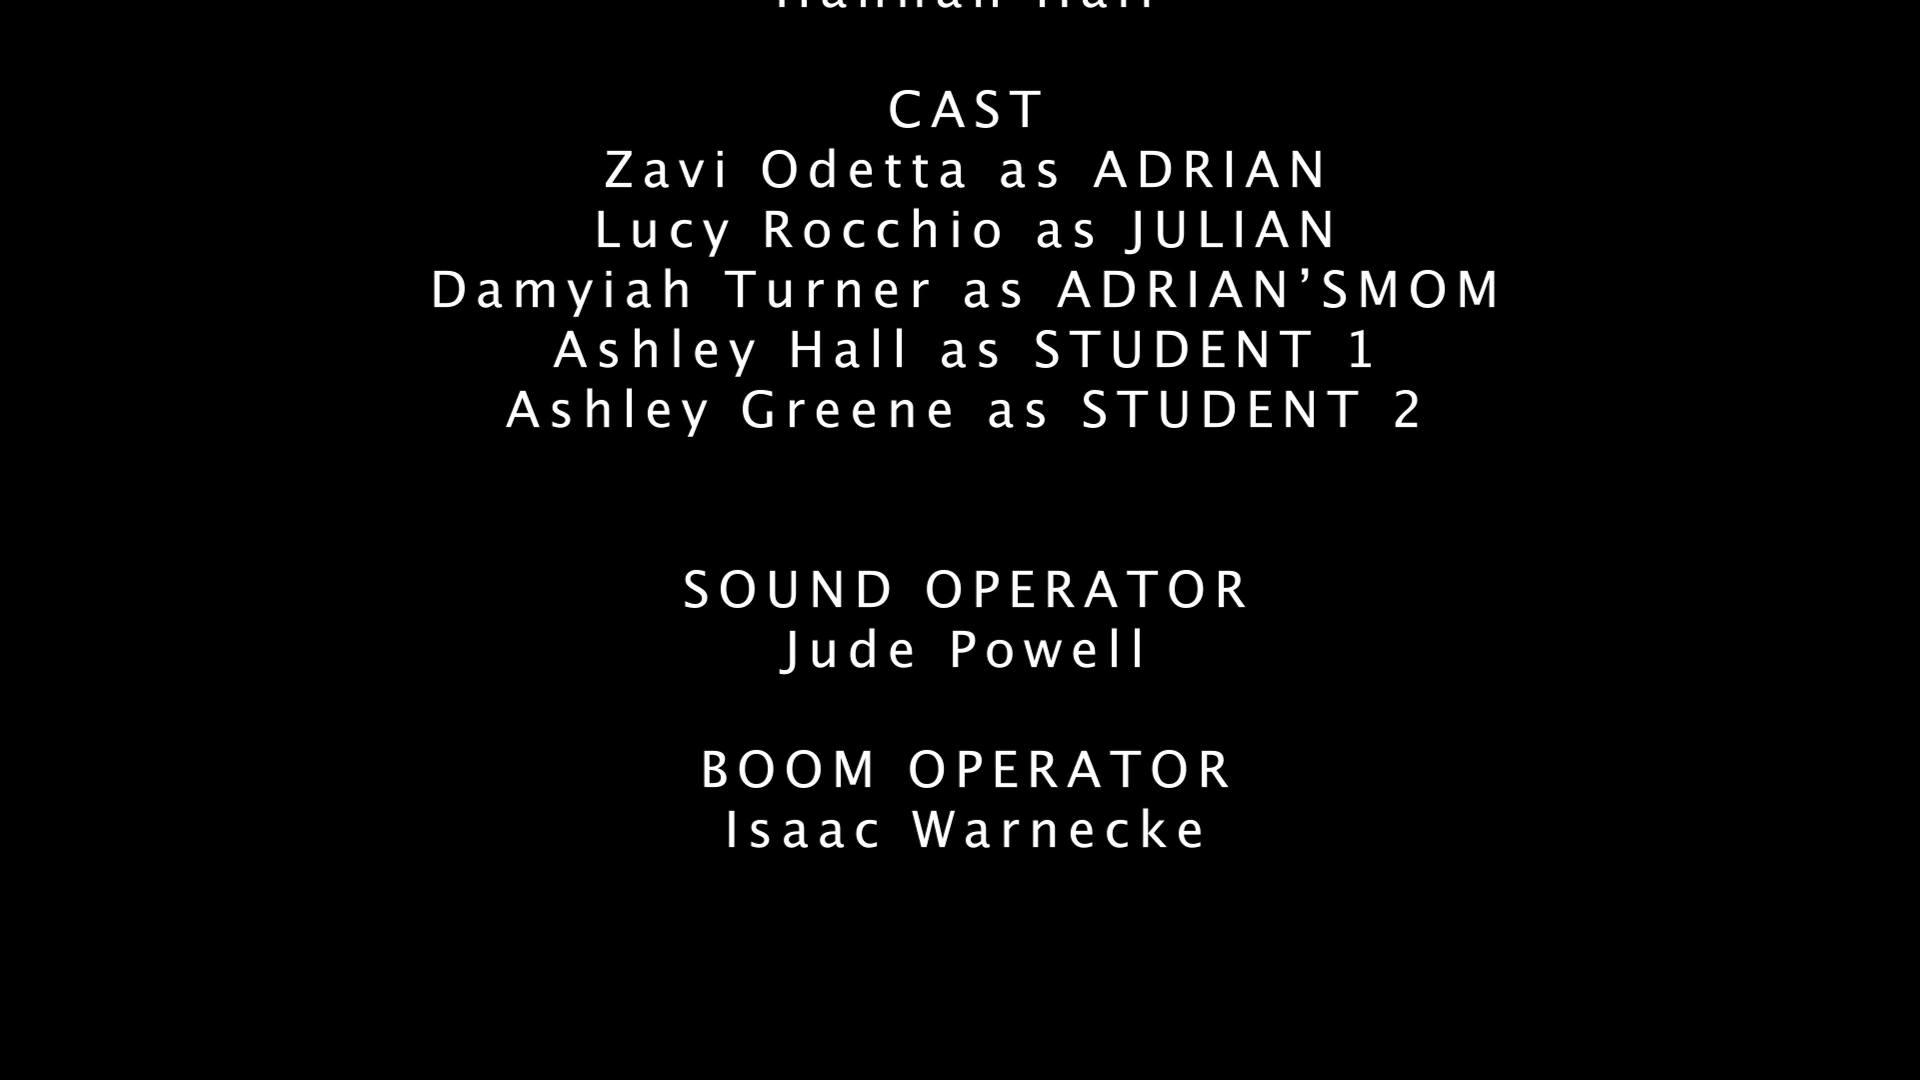 CAST
Zavi Odetta as ADRIAN
Lucy Rocchio as JULIAN
Damyiah Turner as ADRIAN’SMOM
Ashley Hall as STUDENT 1
Ashley Greene as STUDENT 2
SOUND OPERATOR
Jude Powell
BOOM OPERATOR
Isaac Warnecke